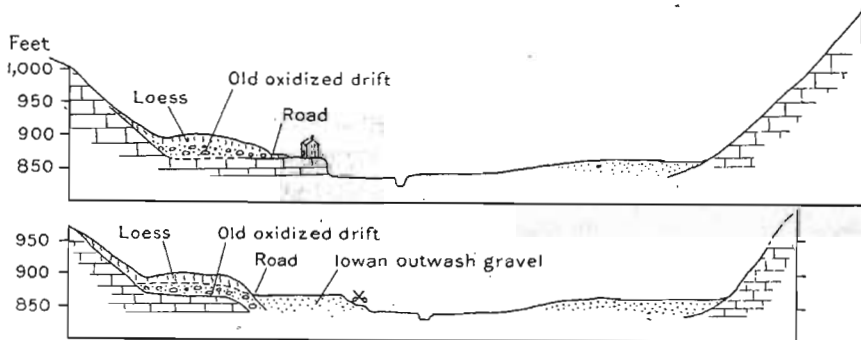 Feet
1,000
Old oxidized drift
950
Loess
Road
900
850
950
Loess
Old oxidized drift
Road
Iowan outwash gravel
900
850